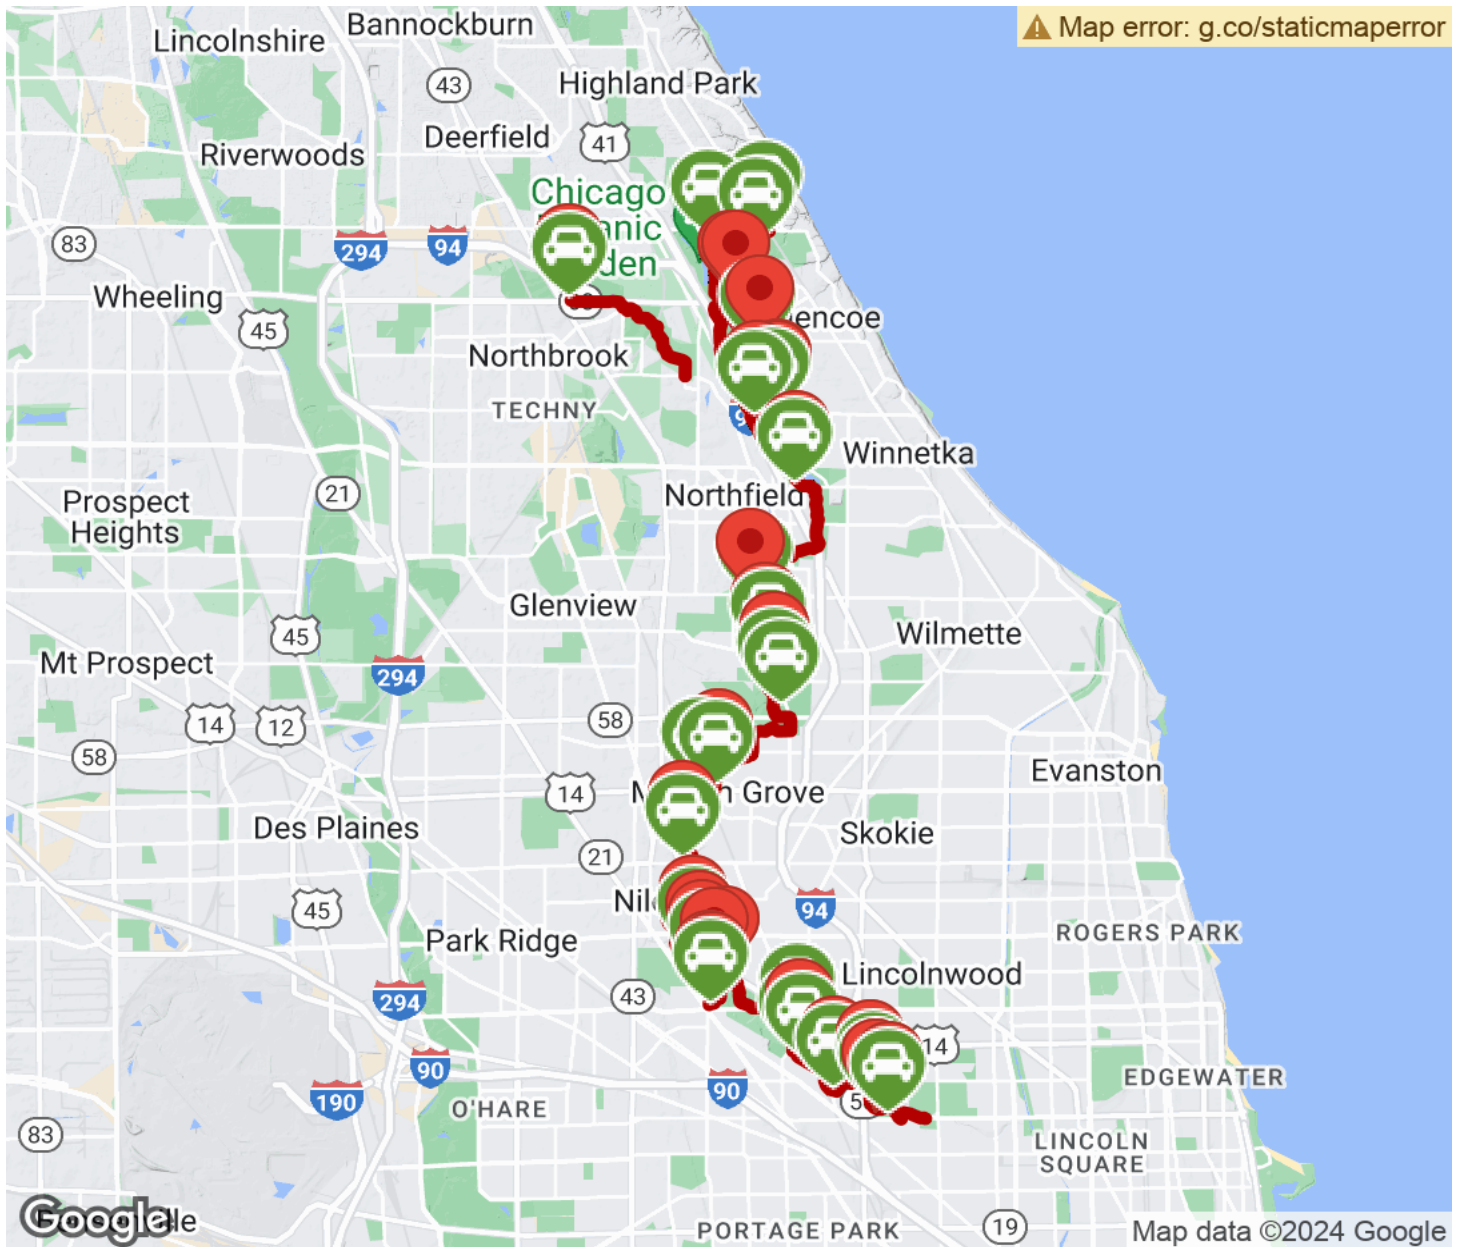 Bannockburn
Lincolnshire
Map error: g.co/staticmaperror
43
Highland Park
Deerfield
41
Riverwoods
Chicago
83
294
94
Wheeling
45
encoe
Northbrook
TECHNY
Winnetka
21
Northfield
Prospect
Heights
Glenview
45
Wilmette
Mt Prospect
294
14
12
58
58
Evanston
14
Grove
Des Plaines
Skokie
21
45
94
Park Ridge
ROGERS PARK
Lincolnwood
294
43
14
90
90
190
EDGEWATER
O'HARE
83
LINCOLN
SQUARE
Google
PORTAGE PARK
19
Map data ©2024 Google